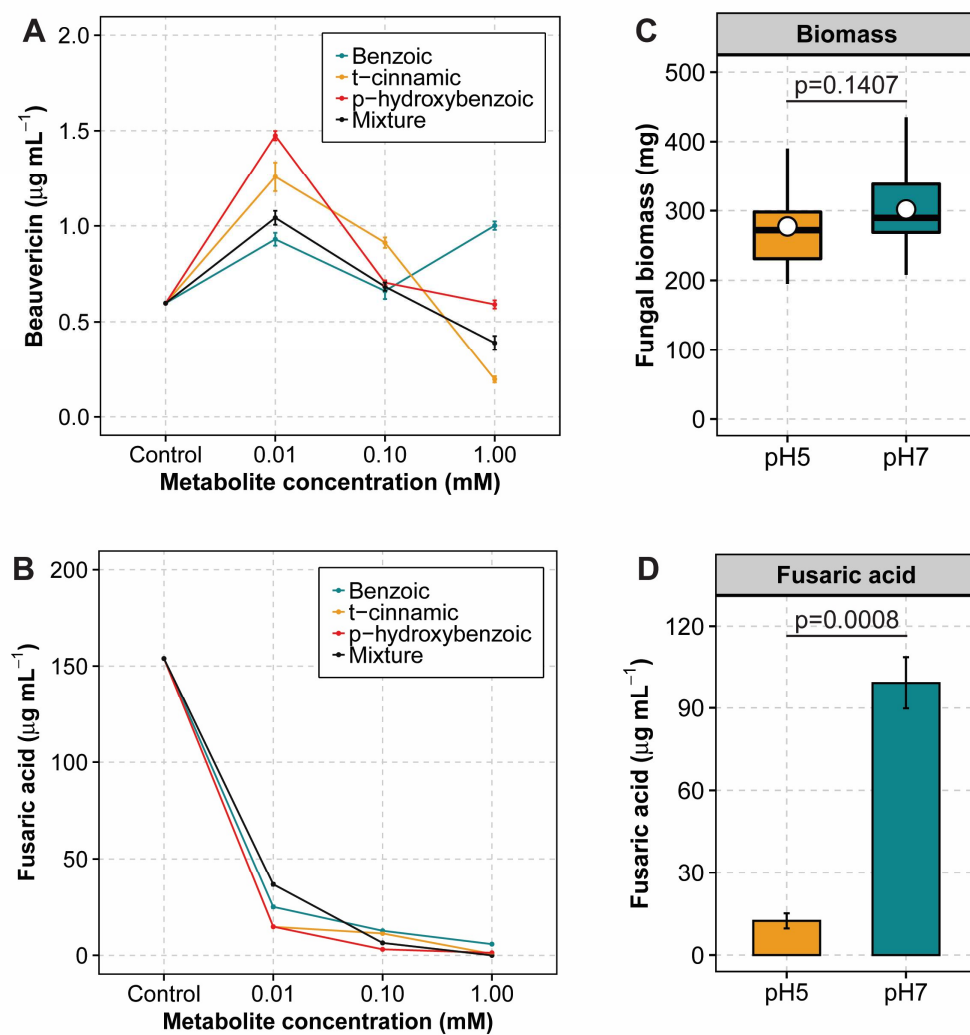 A
Beauvericin (µg mL⁻¹)
2.0
1.5
1.0
0.5
0.0
Benzoic
t−cinnamic
p−hydroxybenzoic
Mixture
Control 0.01 0.10 1.00
Metabolite concentration (mM)
C
Biomass
p=0.1407
Fungal biomass (mg)
500
400
300
200
100
0
pH5 pH7
B
Fusaric acid (µg mL⁻¹)
200
150
100
50
0
Benzoic
t−cinnamic
p−hydroxybenzoic
Mixture
Control 0.01 0.10 1.00
Metabolite concentration (mM)
D
Fusaric acid
p=0.0008
Fusaric acid (µg mL⁻¹)
120
90
60
30
0
pH5 pH7